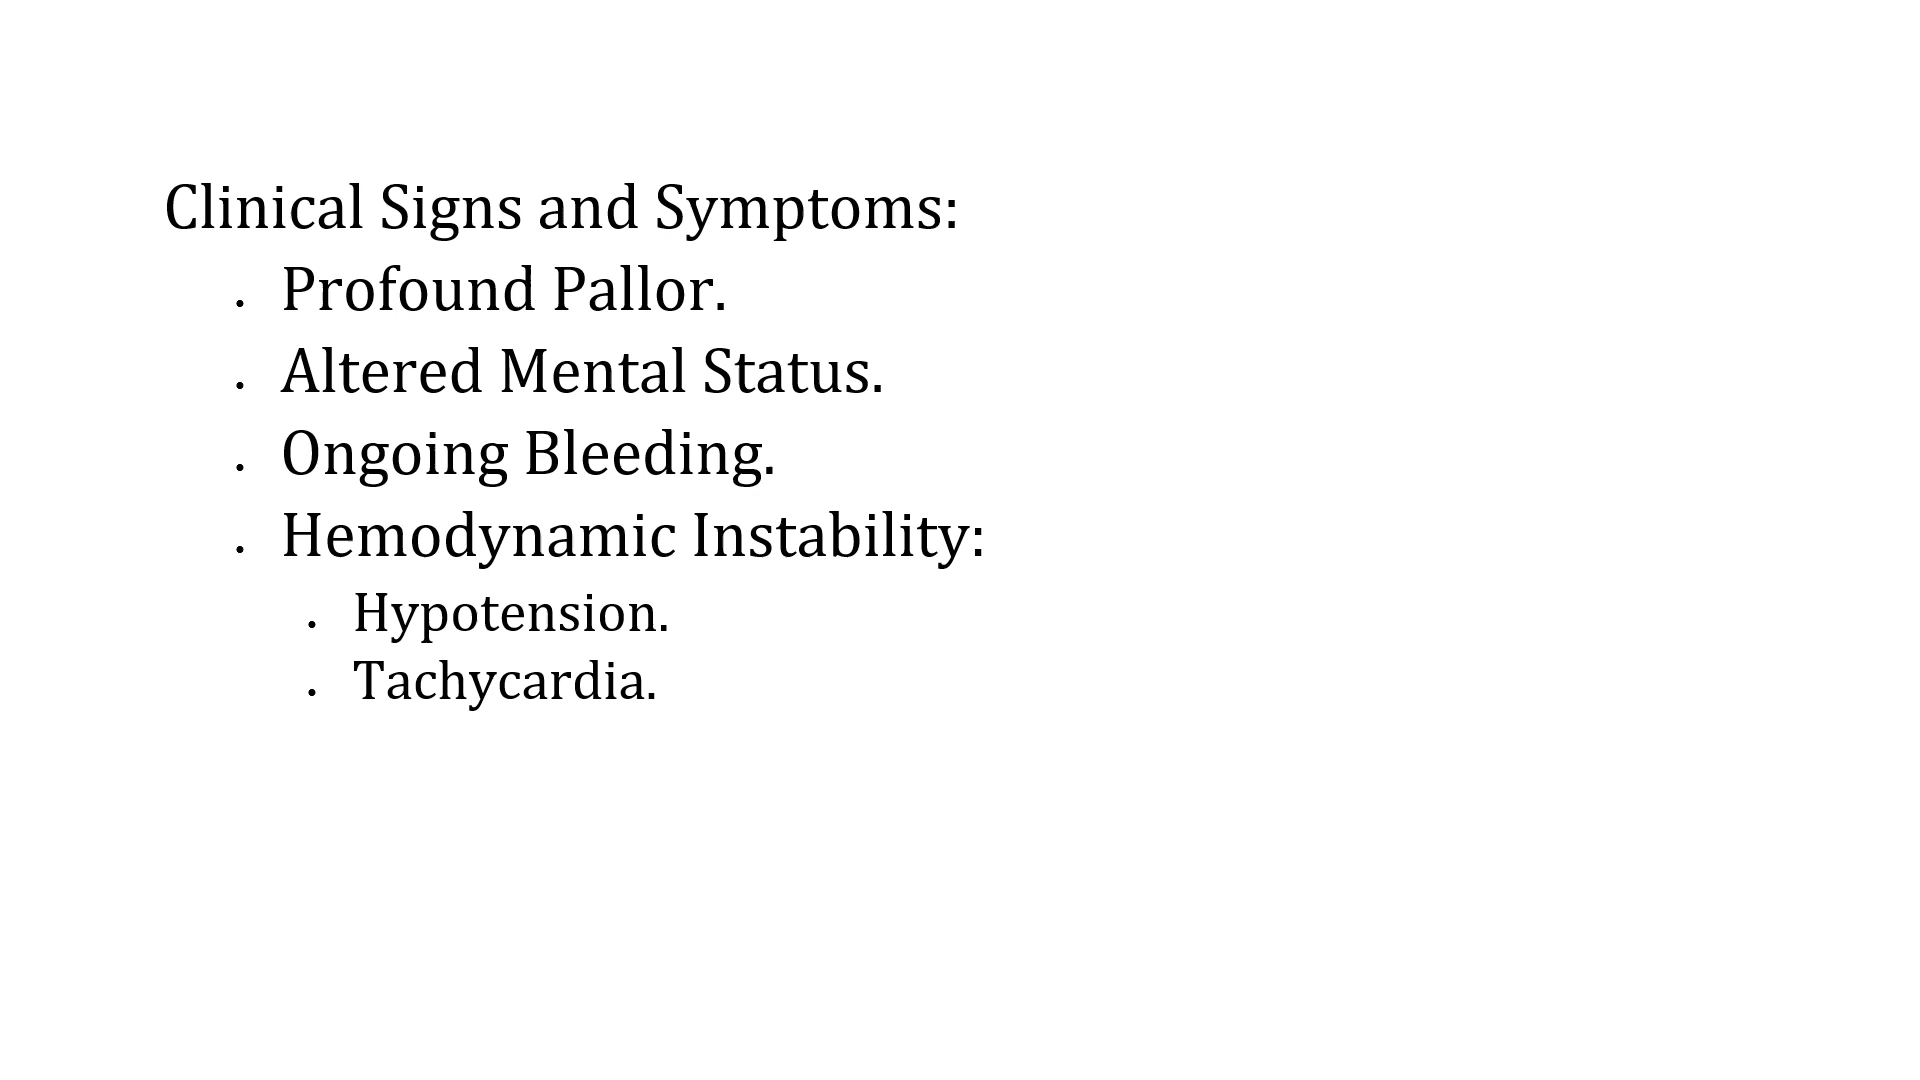 Clinical Signs and Symptoms:
• Profound Pallor.
• Altered Mental Status.
• Ongoing Bleeding.
• Hemodynamic Instability:
• Hypotension.
• Tachycardia.